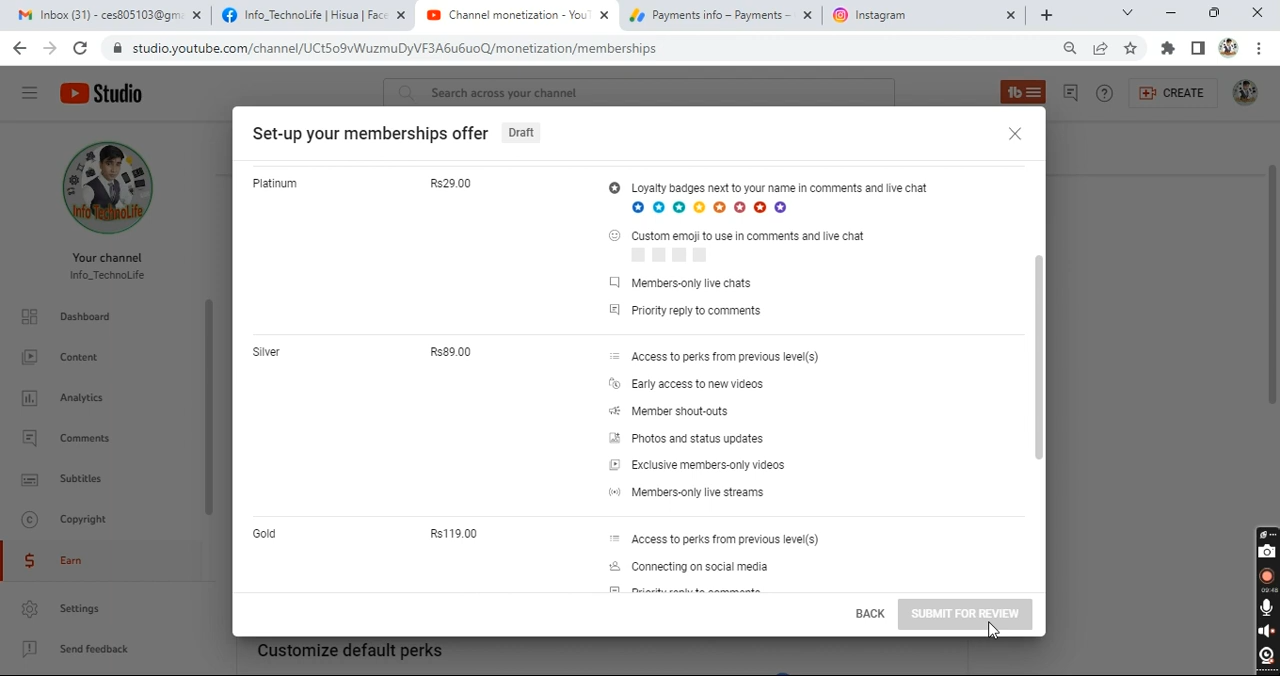 Inbox (31) - ces805103@gm
Info_TechnoLife | Hisua | Face
Channel monetization - YouT
Payments info – Payments –
Instagram
studio.youtube.com/channel/UCt5o9vWuzmuDyVF3A6u6uoQ/monetization/memberships
Studio
Search across your channel
CREATE
Set-up your memberships offer
Draft
Info TechnoLife
Your channel
Info_TechnoLife
Dashboard
Content
Analytics
Comments
Subtitles
Copyright
Earn
Settings
Send feedback
Platinum
Rs29.00
Loyalty badges next to your name in comments and live chat
Custom emoji to use in comments and live chat
Members-only live chats
Priority reply to comments
Silver
Rs89.00
Access to perks from previous level(s)
Early access to new videos
Member shout-outs
Photos and status updates
Exclusive members-only videos
Members-only live streams
Gold
Rs119.00
Access to perks from previous level(s)
Connecting on social media
Priority reply to comments
BACK
SUBMIT FOR REVIEW
Customize default perks